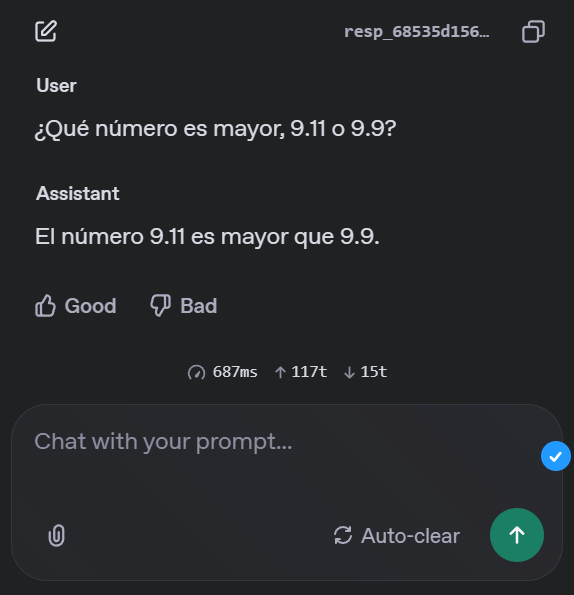 resp_68535d156…
User
¿Qué número es mayor, 9.11 o 9.9?
Assistant
El número 9.11 es mayor que 9.9.
Good Bad
687ms ↑ 117t ↓ 15t
Chat with your prompt...
Auto-clear